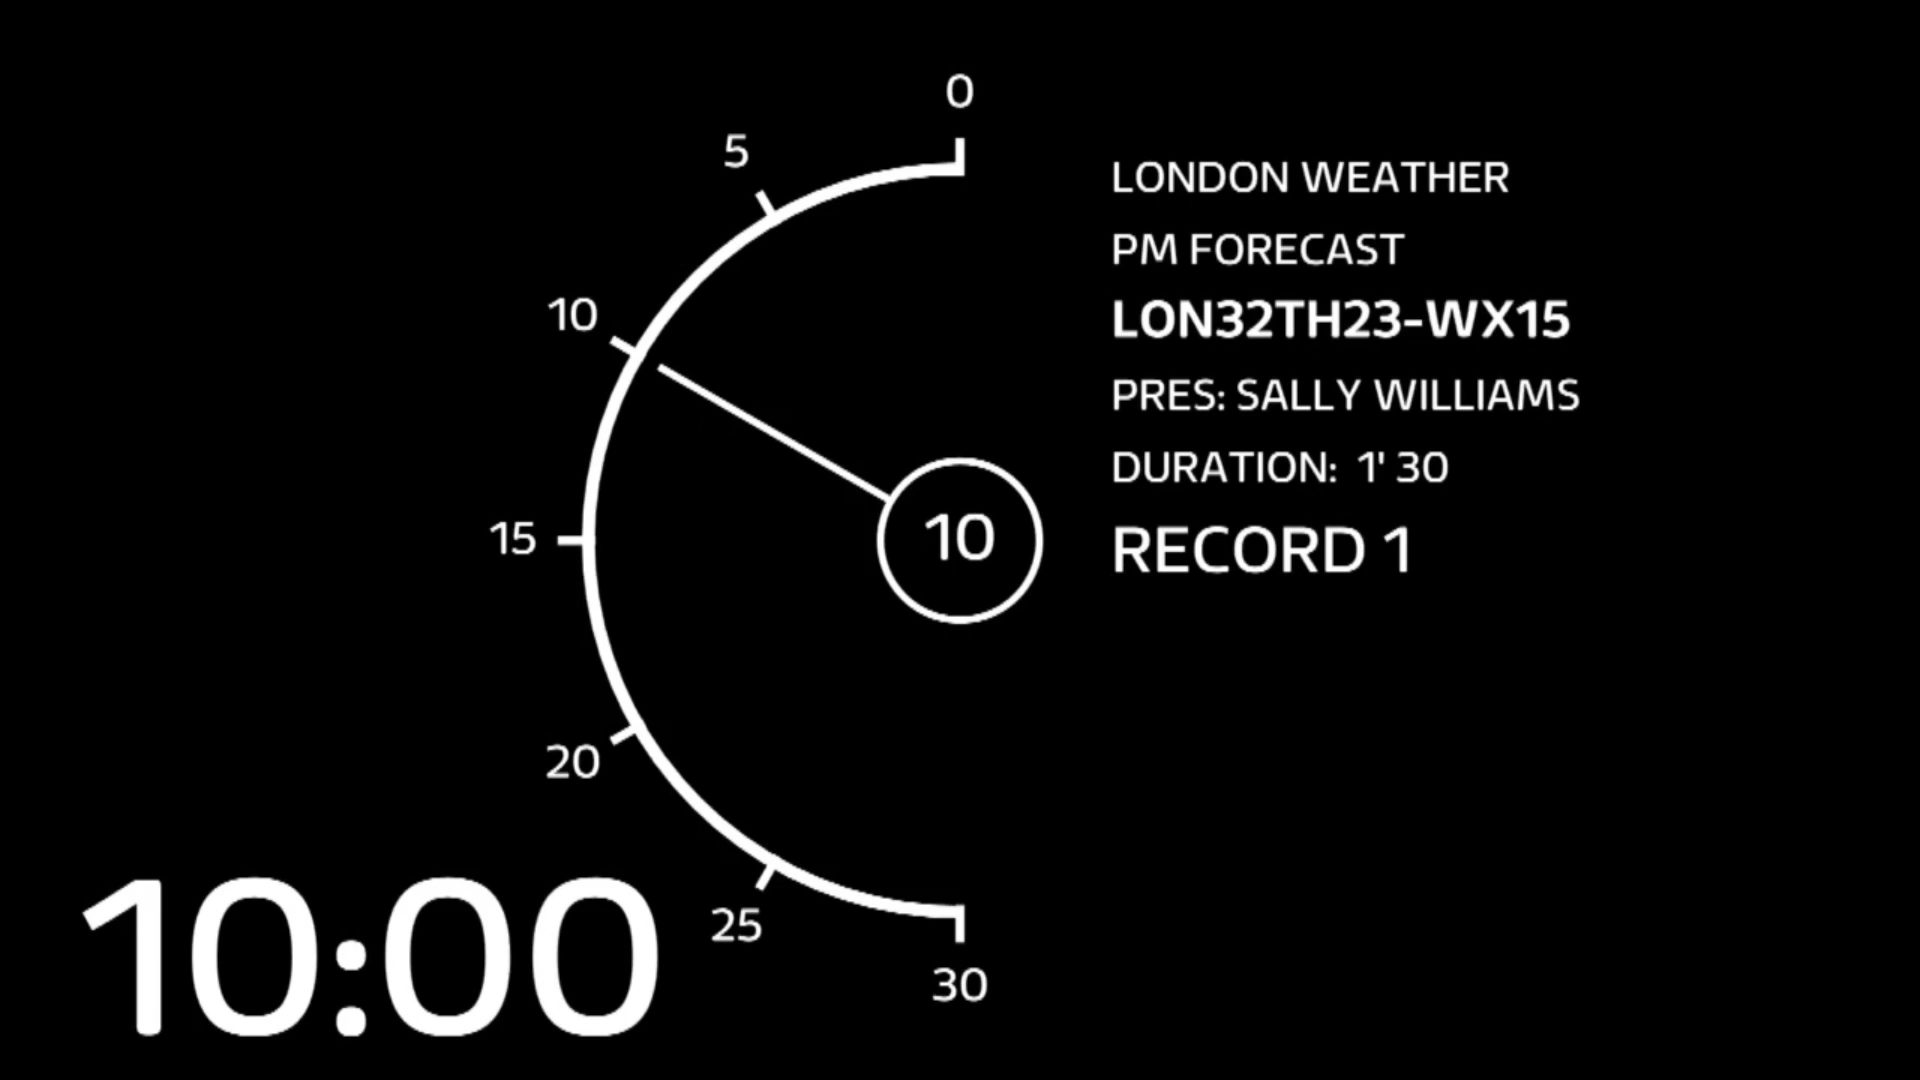 0
5
10
15
20
25
30
10
LONDON WEATHER
PM FORECAST
LON32TH23-WX15
PRES: SALLY WILLIAMS
DURATION: 1' 30
RECORD 1
10:00